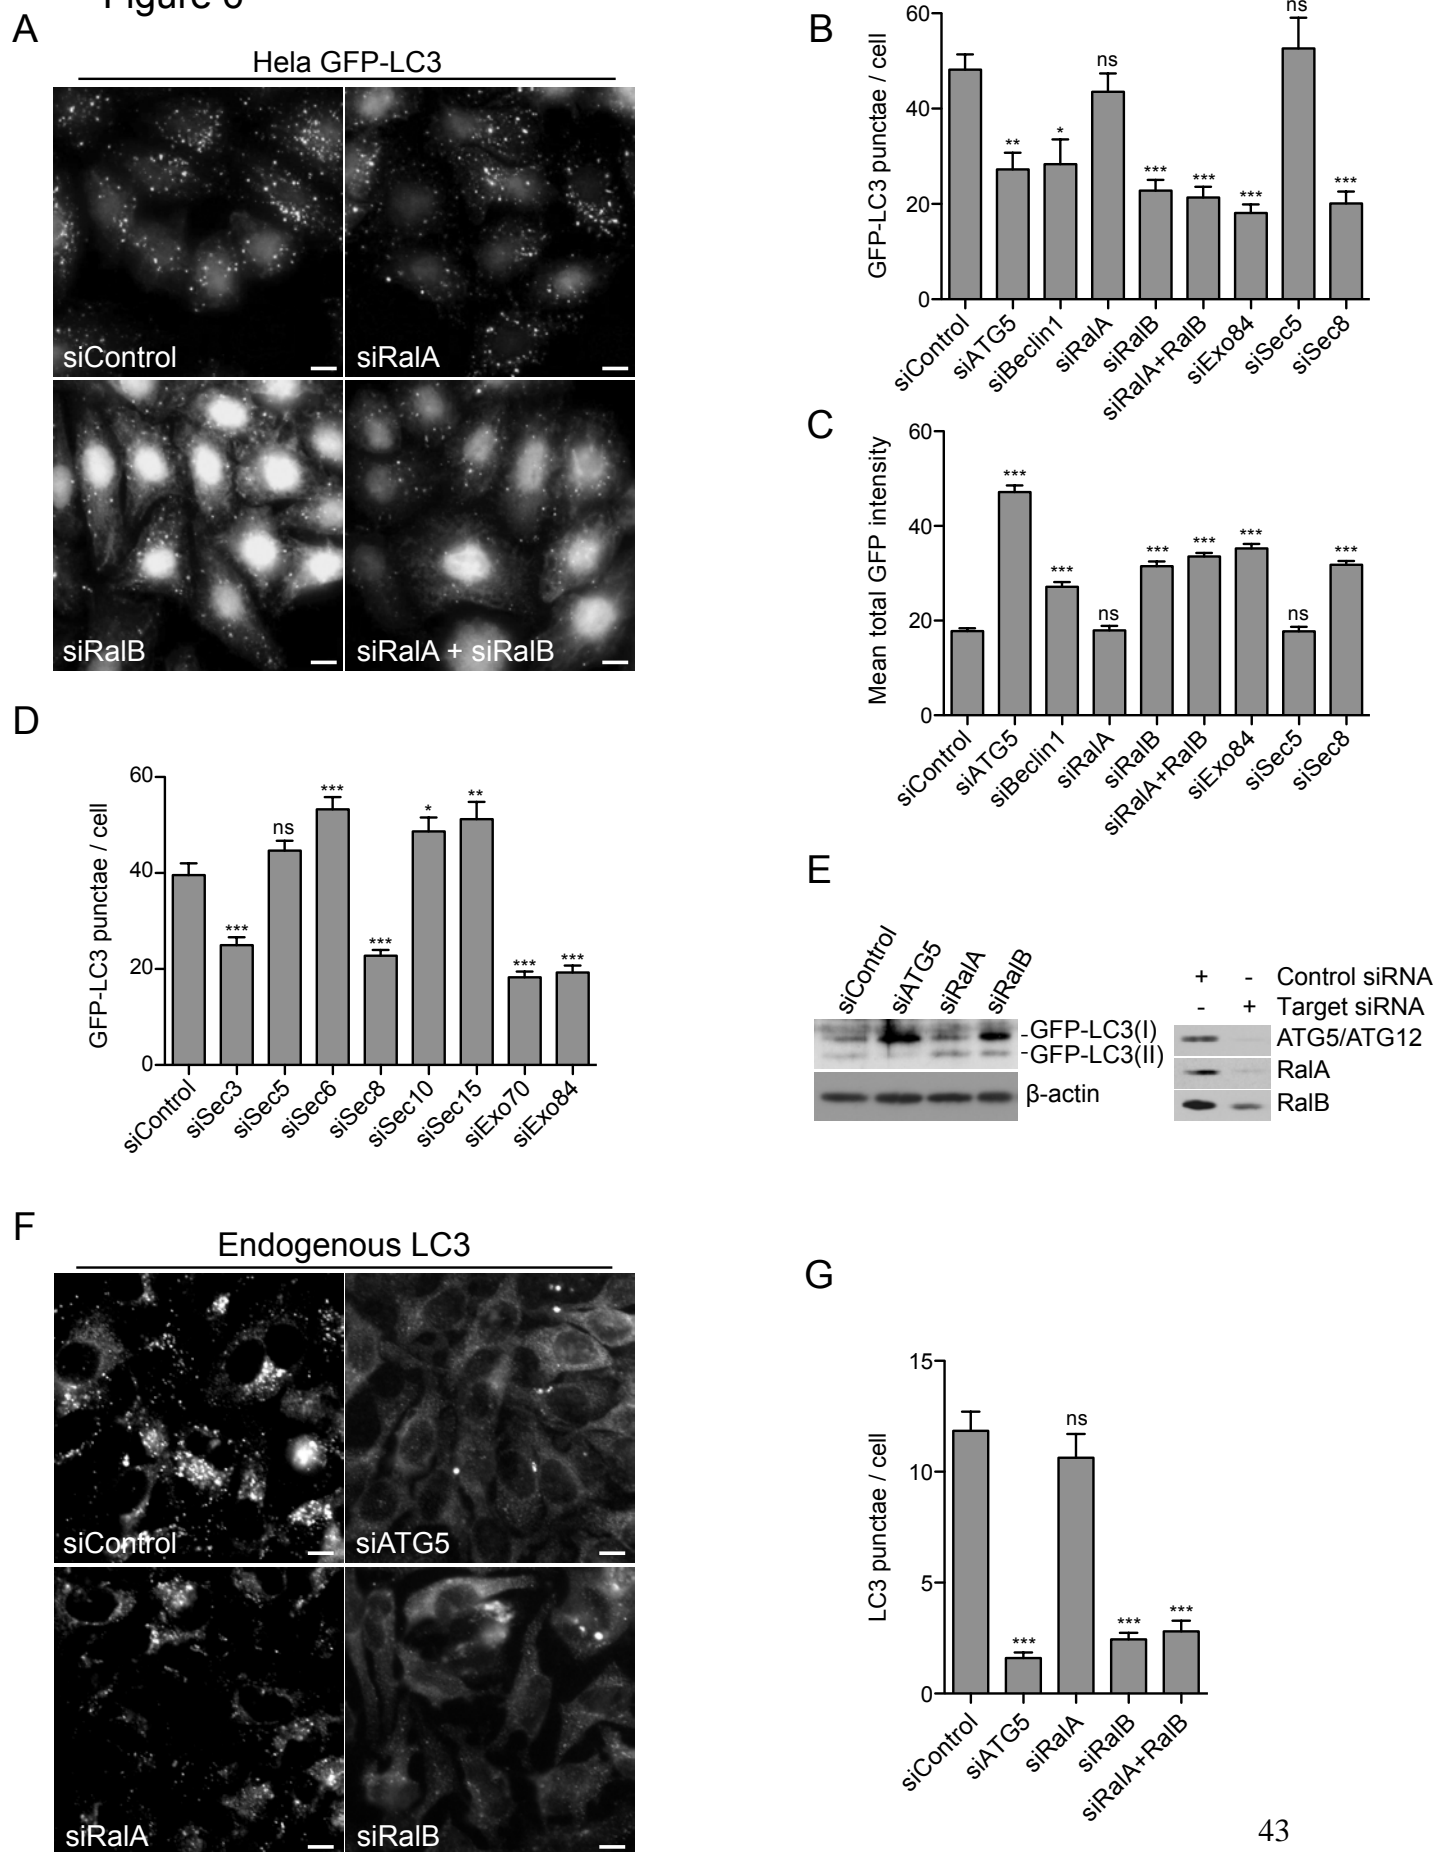 Figure 6
A
Hela GFP-LC3
siControl
siRalA
siRalB
siRalA + siRalB
B
GFP-LC3 punctae / cell
60
40
20
0
** * ns *** *** *** ns ***
siControl
siATG5
siBeclin1
siRalA
siRalB
siRalA+RalB
siExo84
siSec5
siSec8
C
Mean total GFP intensity
60
40
20
0
*** *** ns *** *** *** ns ***
siControl
siATG5
siBeclin1
siRalA
siRalB
siRalA+RalB
siExo84
siSec5
siSec8
D
GFP-LC3 punctae / cell
60
40
20
0
*** ns *** *** * ** *** ***
siControl
siSec3
siSec5
siSec6
siSec8
siSec10
siSec15
siExo70
siExo84
E
siControl
siATG5
siRalA
siRalB
-GFP-LC3(I)
-GFP-LC3(II)
β-actin
+ - Control siRNA
- + Target siRNA
ATG5/ATG12
RalA
RalB
F
Endogenous LC3
siControl
siATG5
siRalA
siRalB
G
LC3 punctae / cell
15
10
5
0
*** ns *** ***
siControl
siATG5
siRalA
siRalB
siRalA+RalB
43